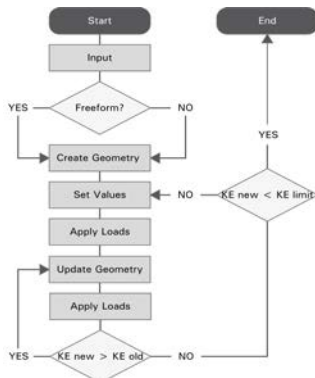 Start
End
Input
YES
Freeform?
NO
YES
Create Geometry
Set Values
NO
KE new < KE limit
Apply Loads
Update Geometry
Apply Loads
YES
KE new > KE old
NO